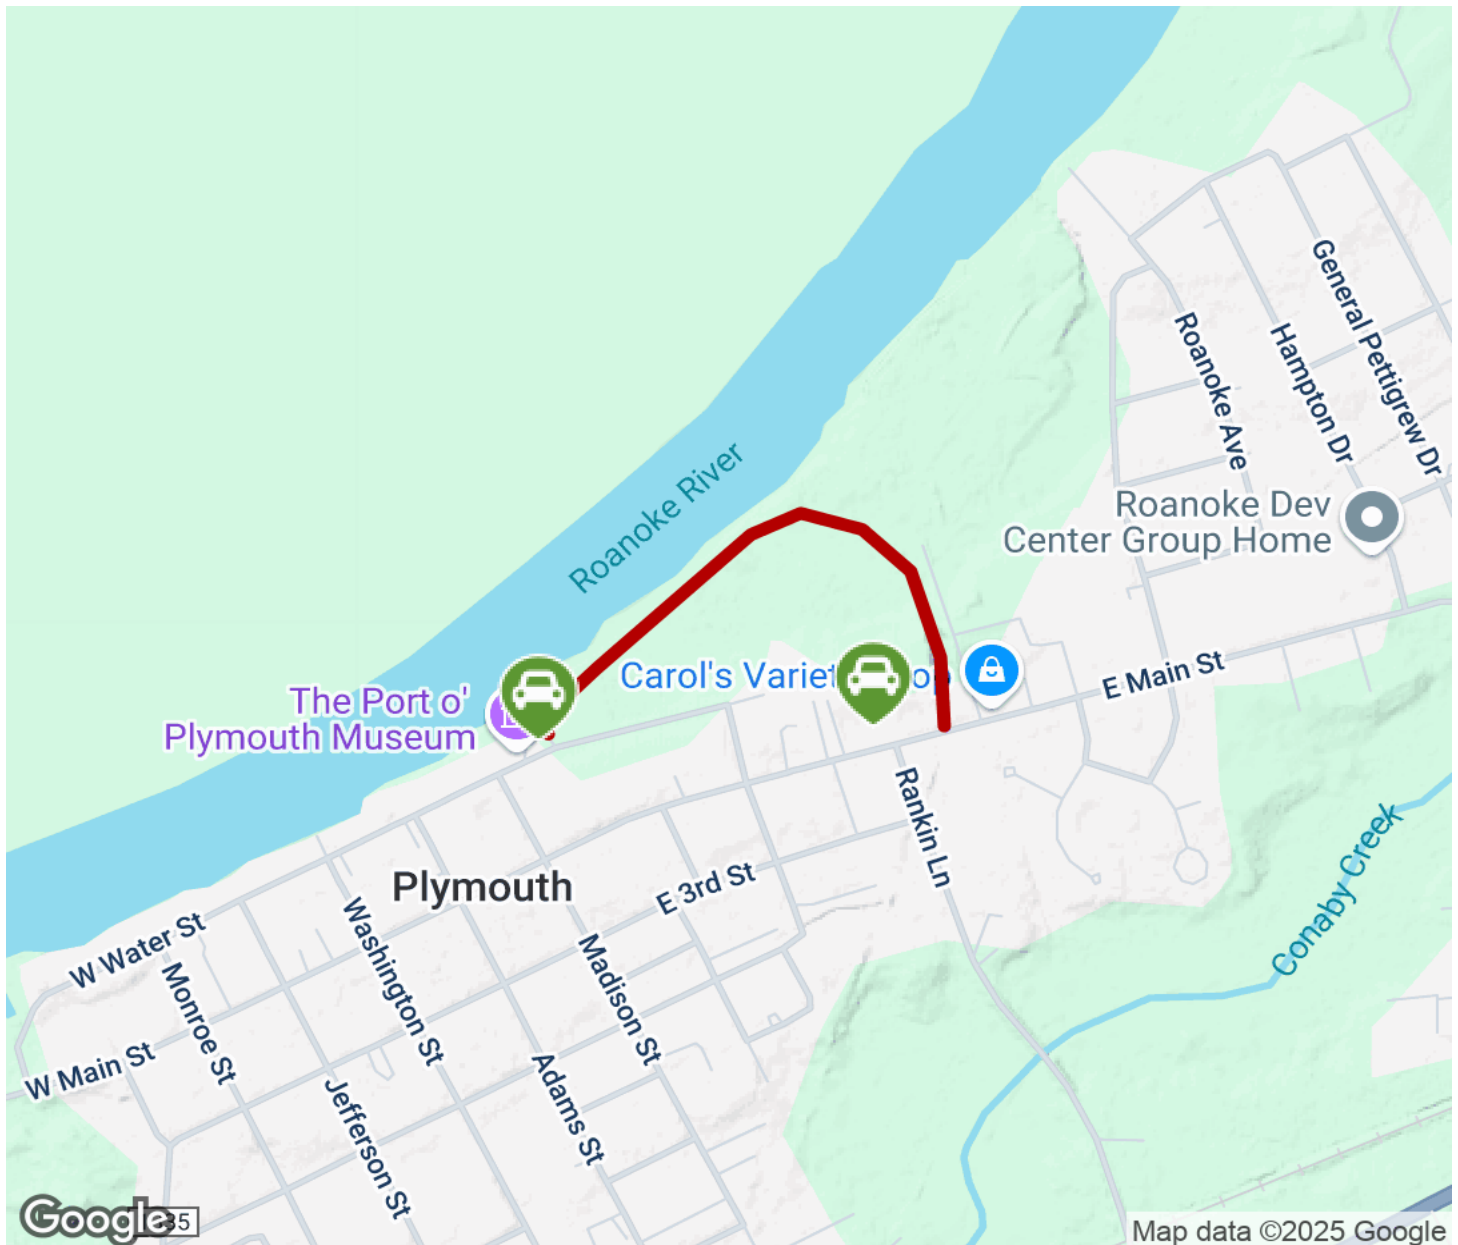 General Pettigrew Dr
Hampton Dr
Roanoke Ave
Roanoke River
Roanoke Dev
Center Group Home
E Main St
Carol's Variet op
The Port o'
Plymouth Museum
Rankin Ln
Plymouth
E 3rd St
Conaby Creek
W Water St
Washington St
Madison St
Monroe St
W Main St
Adams St
Jefferson St
Google
35
Map data ©2025 Google